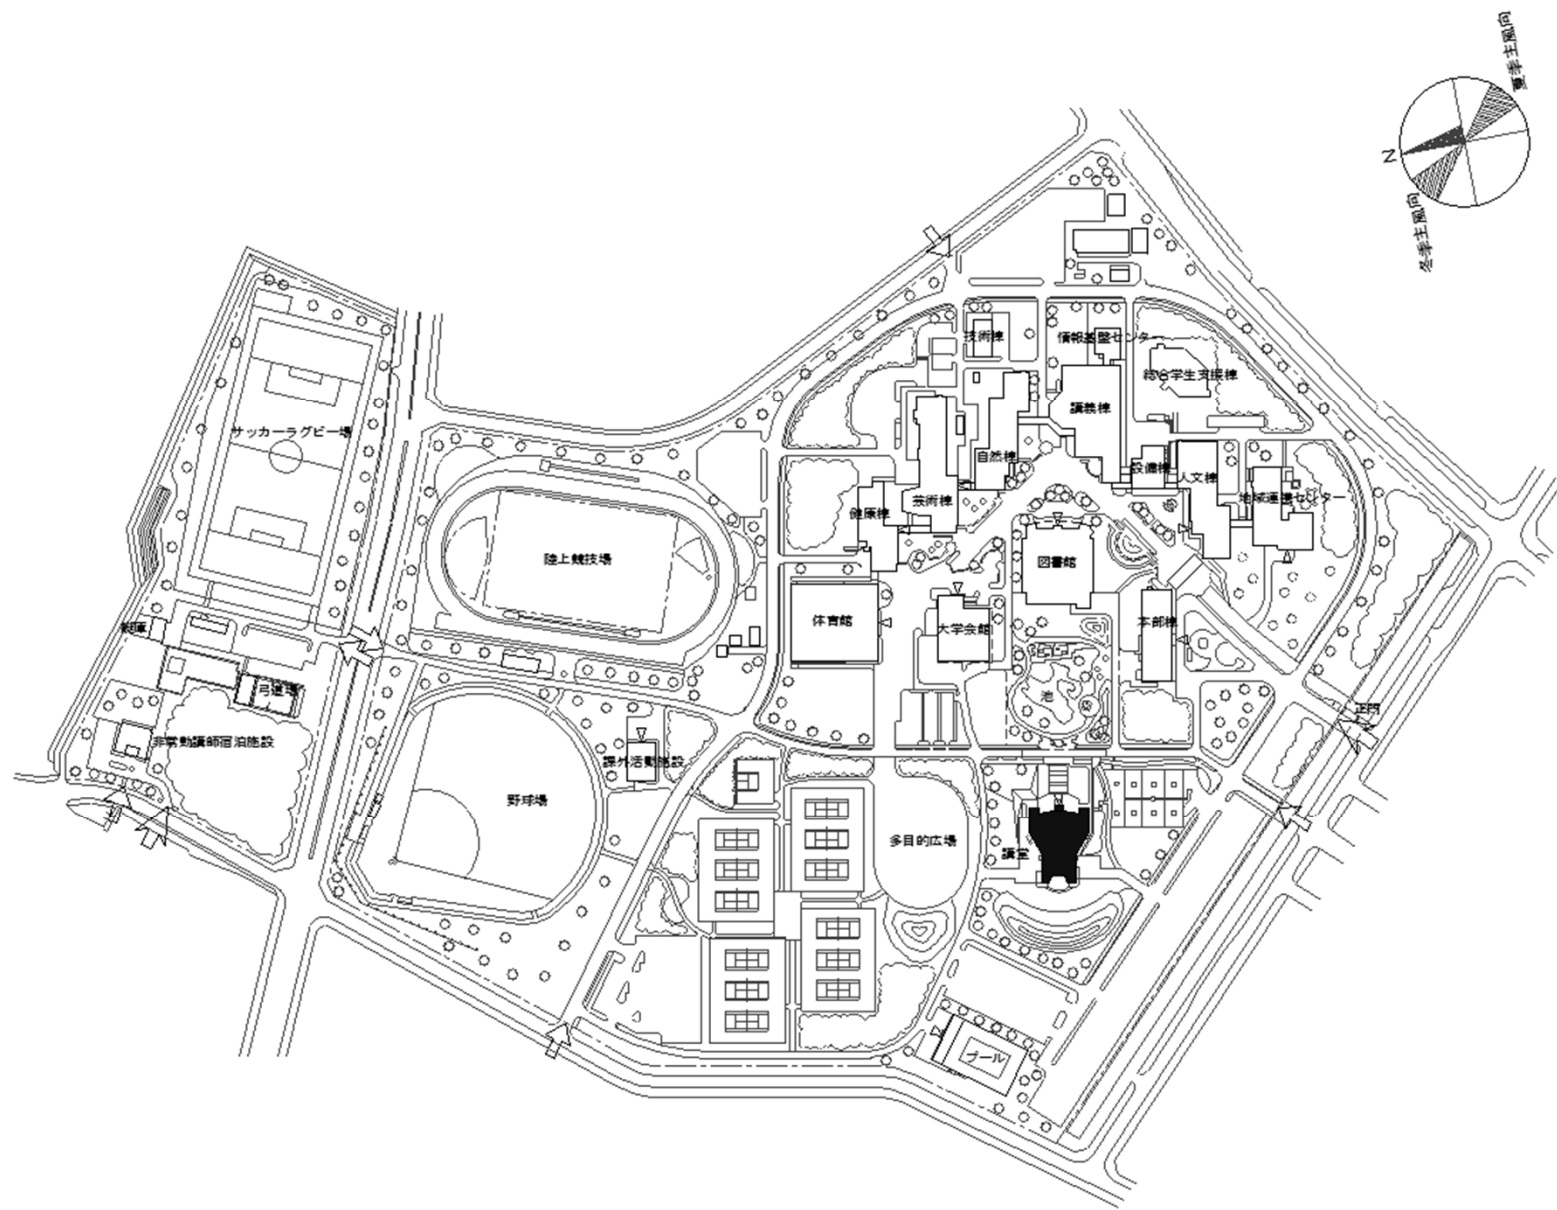 夏季主風向
N
冬季主風向
技術棟
情報基盤センター
総合学生支援棟
講義棟
サッカーラグビー場
自然棟
設備棟
人文棟
地域連携センター
芸術棟
健康棟
陸上競技場
図書館
体育館
大学会館
本部棟
弓道場
池
正門
非常勤講師宿泊施設
課外活動施設
野球場
多目的広場
講堂
プール